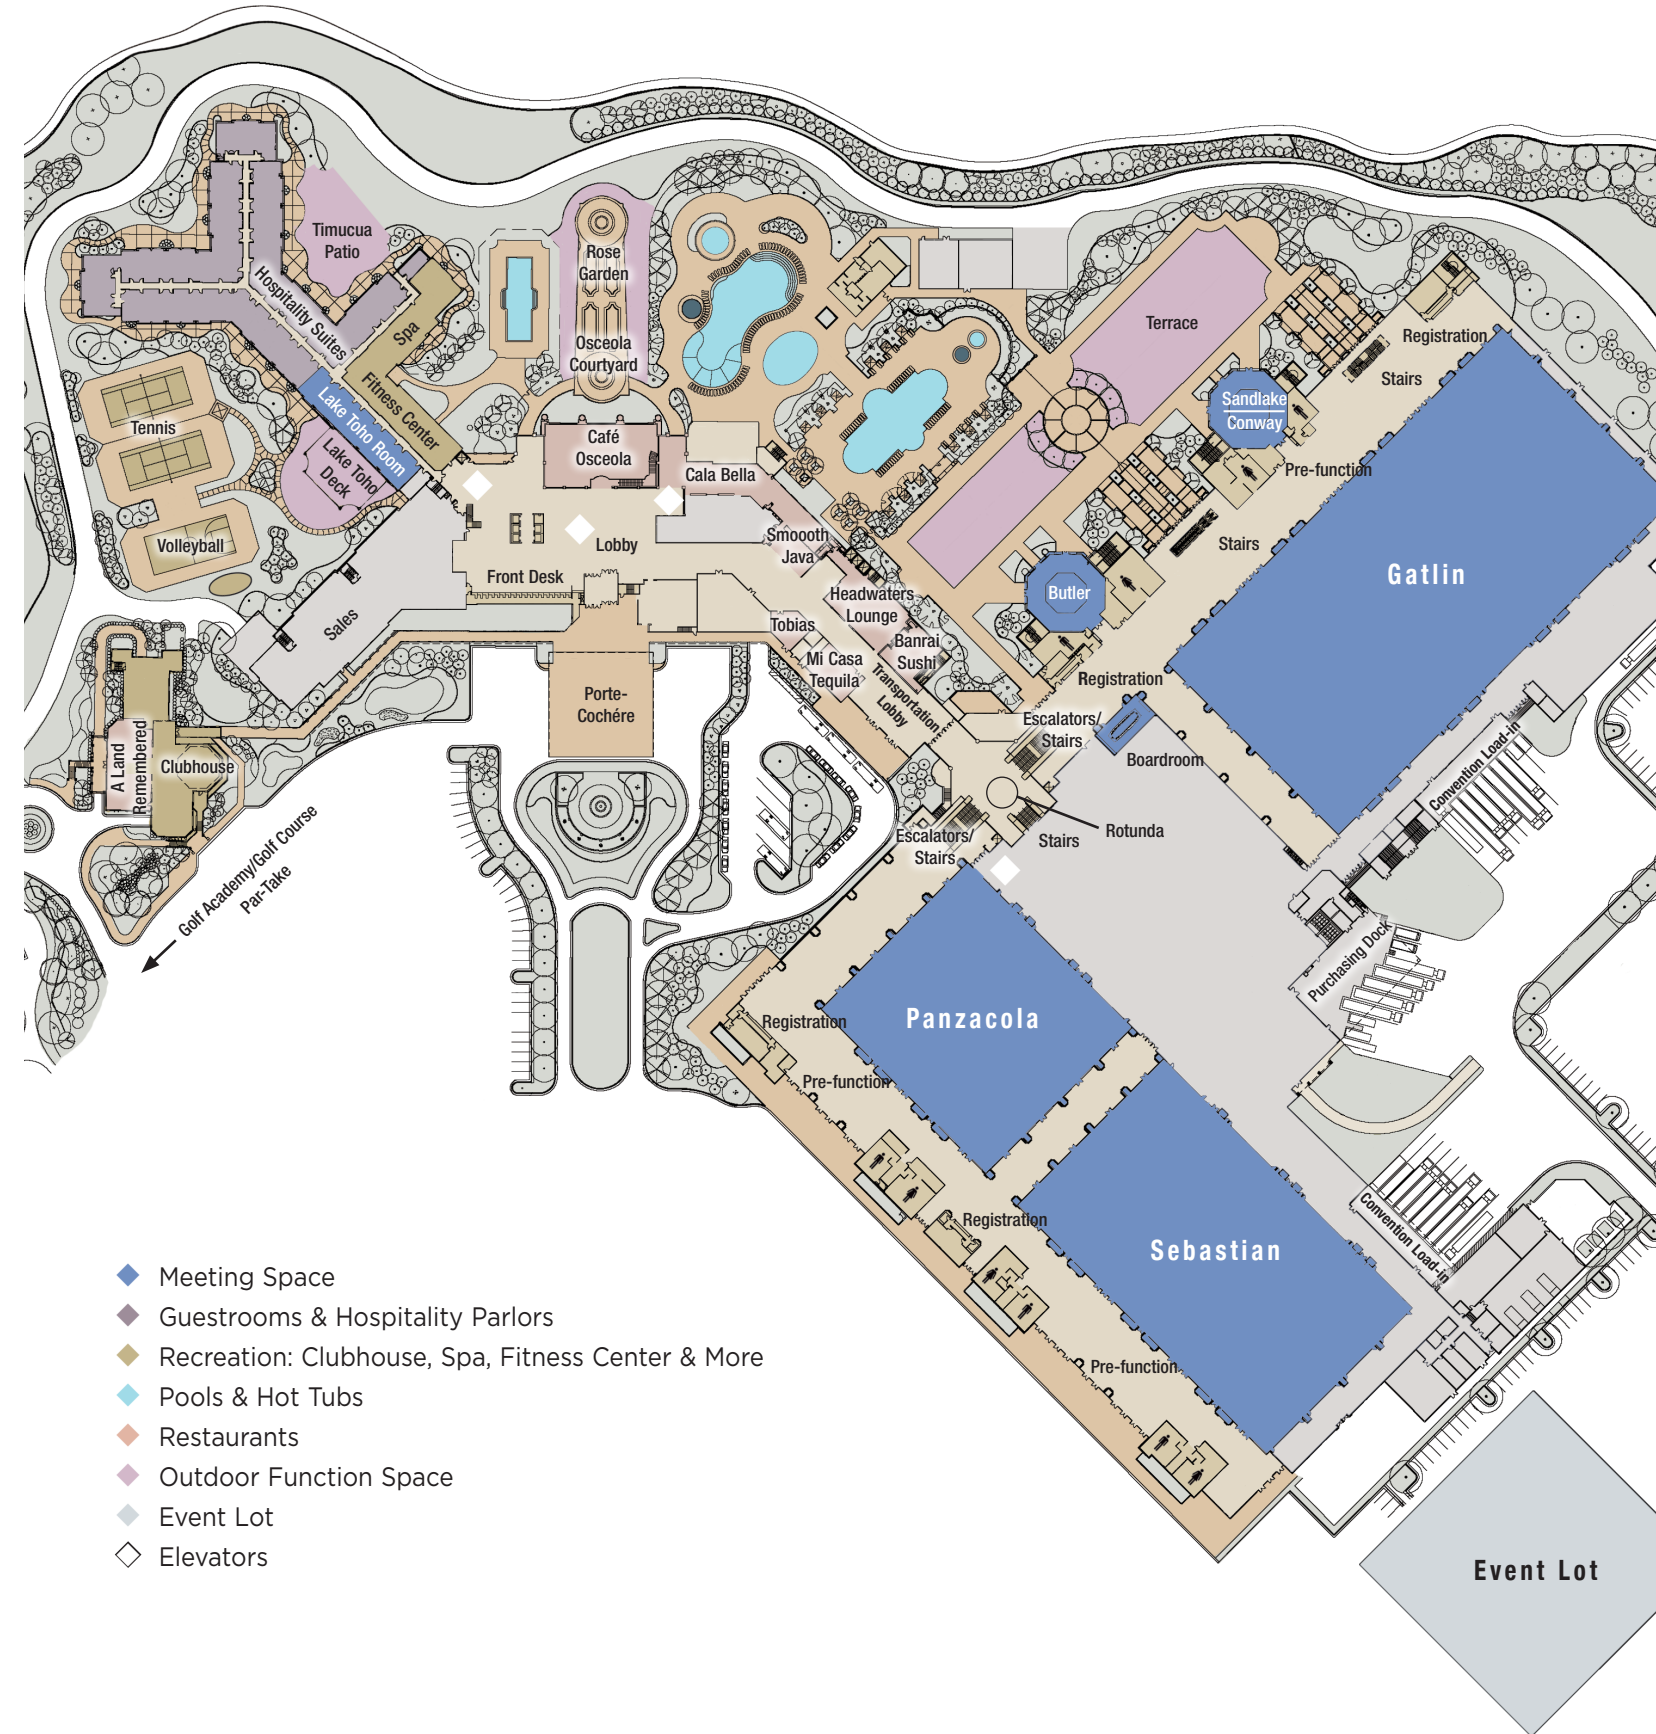 Timucua
Patio
Rose
Garden
Osceola
Courtyard
Hospitality Suites
Spa
Fitness Center
Lake Toho Room
Lake Toho
Deck
Tennis
Volleyball
Café
Osceola
Cala Bella
Smoooth
Java
Lobby
Front Desk
Headwaters
Lounge
Banrai
Sushi
Tobias
Mi Casa
Tequila
Transportation
Lobby
Sales
Porte-
Cochére
A Land
Remembered
Clubhouse
Golf Academy/Golf Course
Par-Take
Terrace
Registration
Stairs
Sandlake
Conway
Pre-function
Stairs
Gatlin
Butler
Registration
Escalators/
Stairs
Boardroom
Rotunda
Stairs
Escalators/
Stairs
Convention Load-in
Purchasing Dock
Panzacola
Registration
Pre-function
Registration
Sebastian
Pre-function
Convention Load-in
Event Lot
Meeting Space
Guestrooms & Hospitality Parlors
Recreation: Clubhouse, Spa, Fitness Center & More
Pools & Hot Tubs
Restaurants
Outdoor Function Space
Event Lot
Elevators